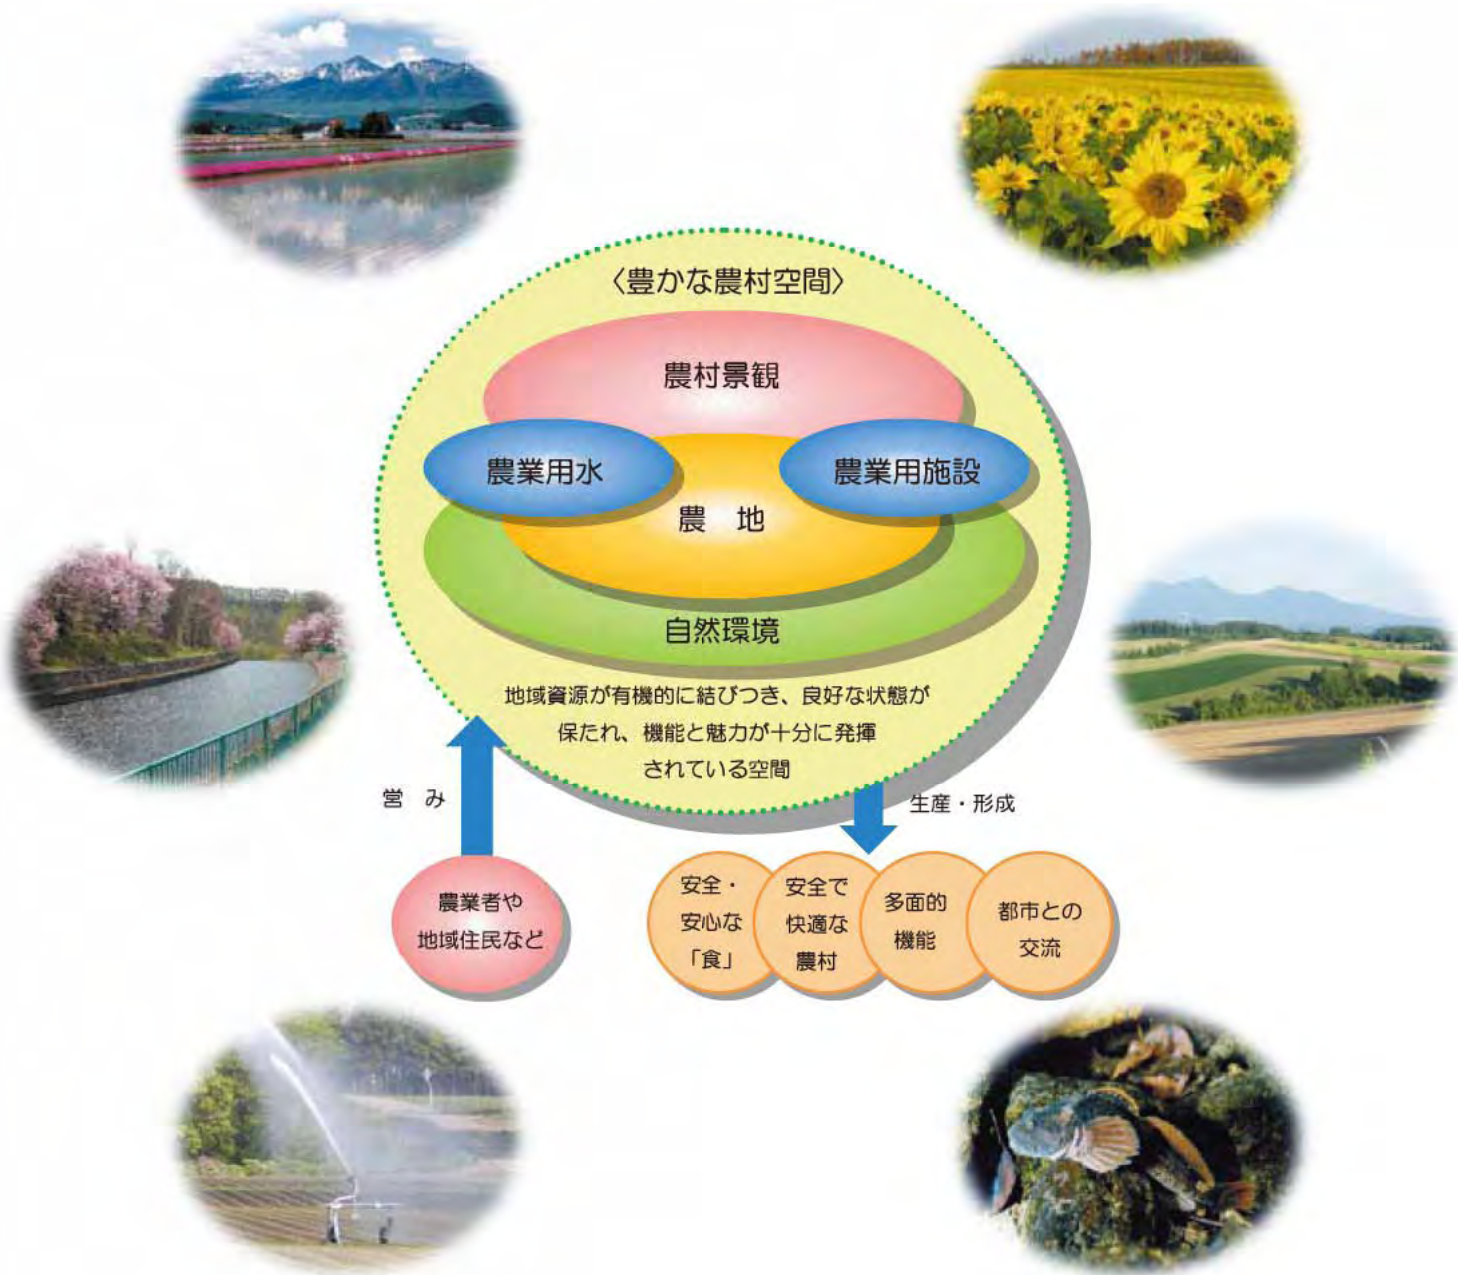 〈豊かな農村空間〉
農村景観
農業用水
農業用施設
農 地
自然環境
地域資源が有機的に結びつき、良好な状態が
保たれ、機能と魅力が十分に発揮
されている空間
営 み
生産・形成
農業者や
地域住民など
安全・
安心な
「食」
安全で
快適な
農村
多面的
機能
都市との
交流